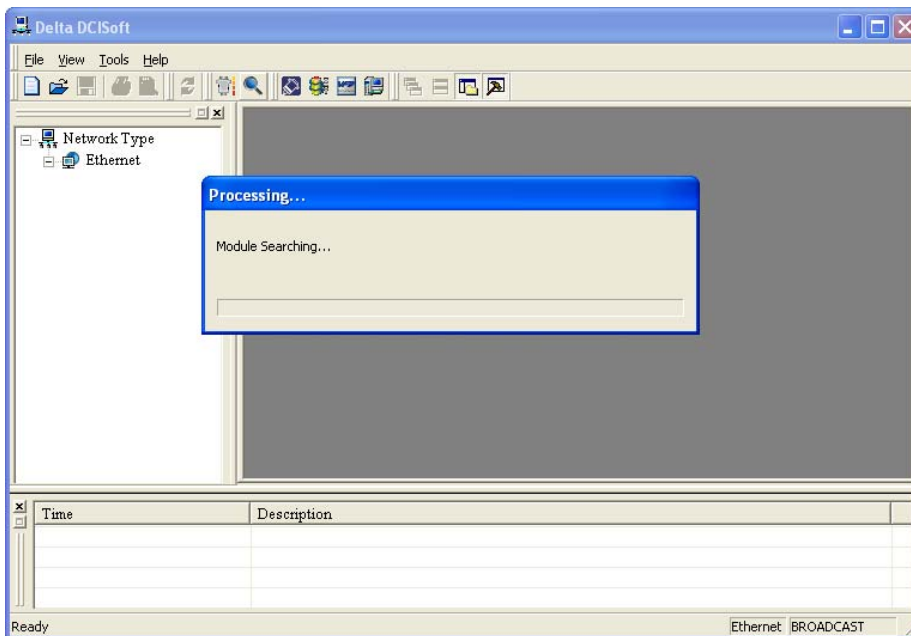 Delta DCISoft
File View Tools Help
Network Type
Ethernet
Processing...
Module Searching...
Time Description
Ready Ethernet BROADCAST